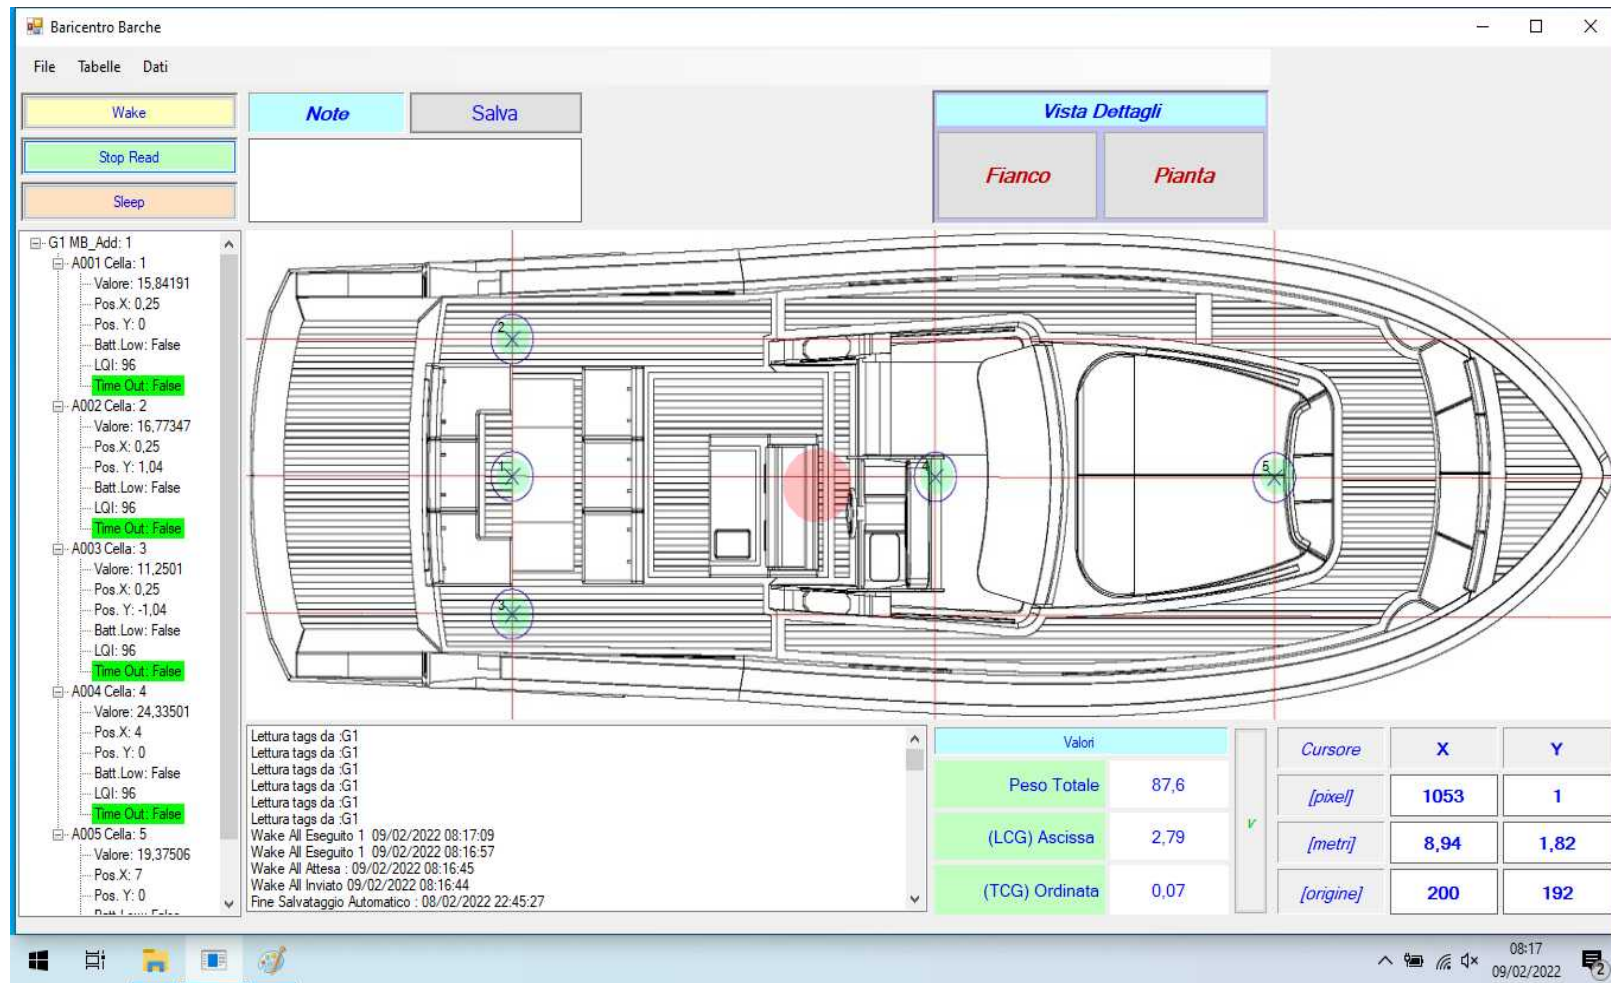 Baricentro Barche
File Tabelle Dati
Wake
Stop Read
Sleep
Note Salva
Vista Dettagli
Fianco Pianta
G1 MB_Add: 1
A001 Cella: 1
Valore: 15,84191
Pos.X: 0,25
Pos. Y: 0
Batt.Low: False
LQI: 96
Time Out: False
A002 Cella: 2
Valore: 16,77347
Pos.X: 0,25
Pos. Y: 1,04
Batt.Low: False
LQI: 96
Time Out: False
A003 Cella: 3
Valore: 11,2501
Pos.X: 0,25
Pos. Y: -1,04
Batt.Low: False
LQI: 96
Time Out: False
A004 Cella: 4
Valore: 24,33501
Pos.X: 4
Pos. Y: 0
Batt.Low: False
LQI: 96
Time Out: False
A005 Cella: 5
Valore: 19,37506
Pos.X: 7
Pos. Y: 0
Batt.Low: False
2
1
3
4
5
Lettura tags da :G1
Lettura tags da :G1
Lettura tags da :G1
Lettura tags da :G1
Lettura tags da :G1
Lettura tags da :G1
Wake All Eseguito 1 09/02/2022 08:17:09
Wake All Eseguito 1 09/02/2022 08:16:57
Wake All Attesa : 09/02/2022 08:16:45
Wake All Inviato 09/02/2022 08:16:44
Fine Salvataggio Automatico : 08/02/2022 22:45:27
Valori
Peso Totale 87,6
(LCG) Ascissa 2,79
(TCG) Ordinata 0,07
V
Cursore X Y
[pixel] 1053 1
[metri] 8,94 1,82
[origine] 200 192
08:17
09/02/2022
2